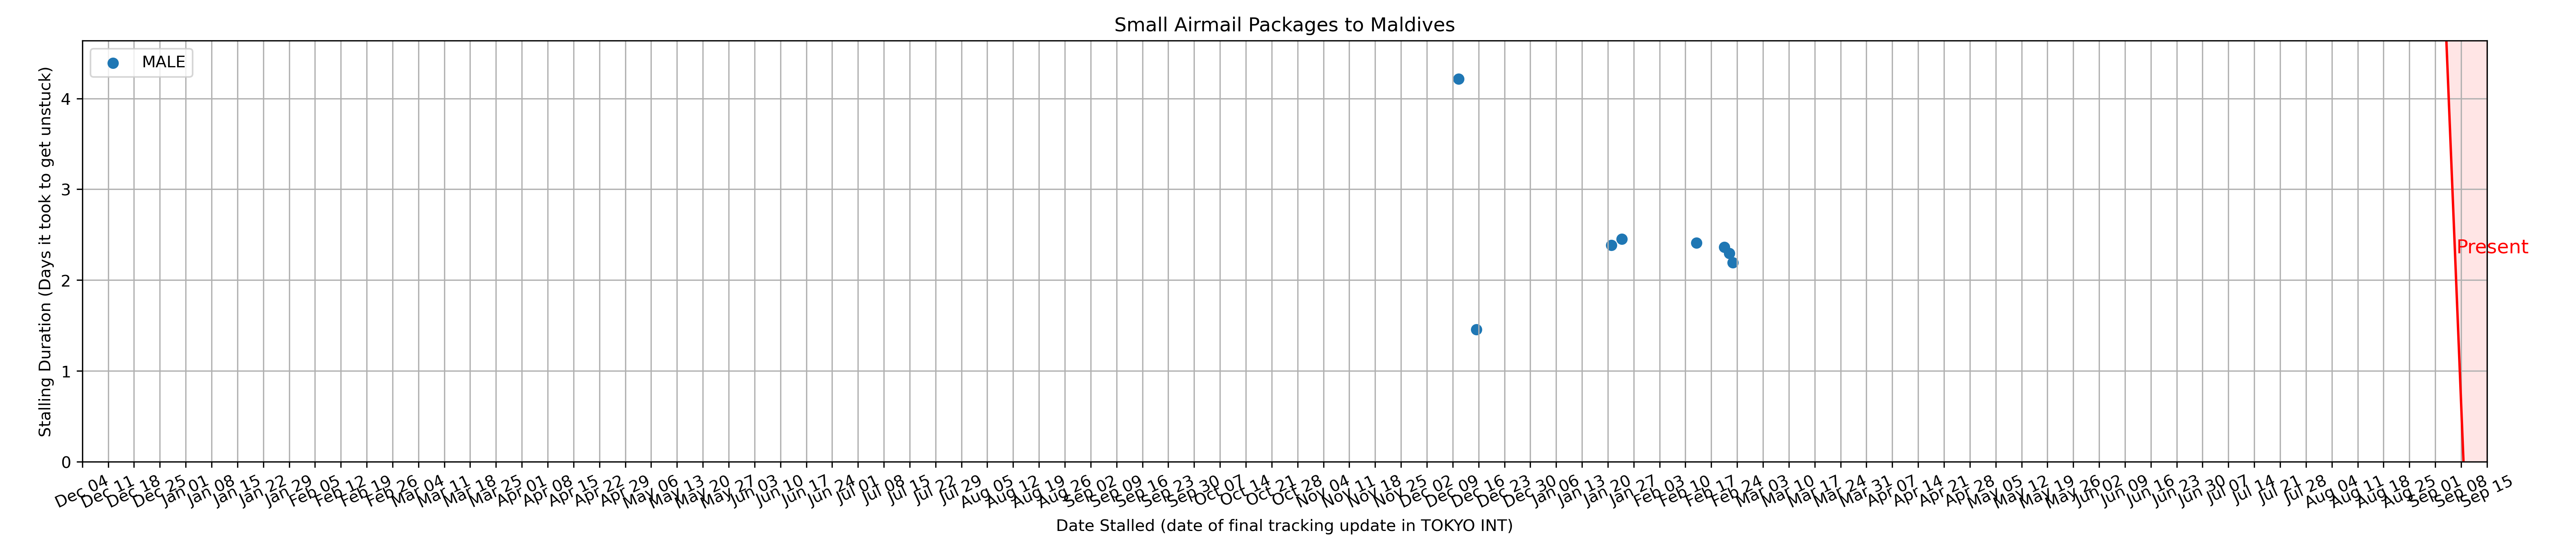 Small Airmail Packages to Maldives
MALE
Stalling Duration (Days it took to get unstuck)
4
3
2
1
0
Present
Dec 04
Dec 11
Dec 18
Dec 25
Jan 01
Jan 08
Jan 15
Jan 22
Jan 29
Feb 05
Feb 12
Feb 19
Feb 26
Mar 04
Mar 11
Mar 18
Mar 25
Apr 01
Apr 08
Apr 15
Apr 22
Apr 29
May 06
May 13
May 20
May 27
Jun 03
Jun 10
Jun 17
Jun 24
Jul 01
Jul 08
Jul 15
Jul 22
Jul 29
Aug 05
Aug 12
Aug 19
Aug 26
Sep 02
Sep 09
Sep 16
Sep 23
Sep 30
Oct 07
Oct 14
Oct 21
Oct 28
Nov 04
Nov 11
Nov 18
Nov 25
Dec 02
Dec 09
Dec 16
Dec 23
Dec 30
Jan 06
Jan 13
Jan 20
Jan 27
Feb 03
Feb 10
Feb 17
Feb 24
Mar 03
Mar 10
Mar 17
Mar 24
Mar 31
Apr 07
Apr 14
Apr 21
Apr 28
May 05
May 12
May 19
May 26
Jun 02
Jun 09
Jun 16
Jun 23
Jun 30
Jul 07
Jul 14
Jul 21
Jul 28
Aug 04
Aug 11
Aug 18
Aug 25
Sep 01
Sep 08
Sep 15
Date Stalled (date of final tracking update in TOKYO INT)